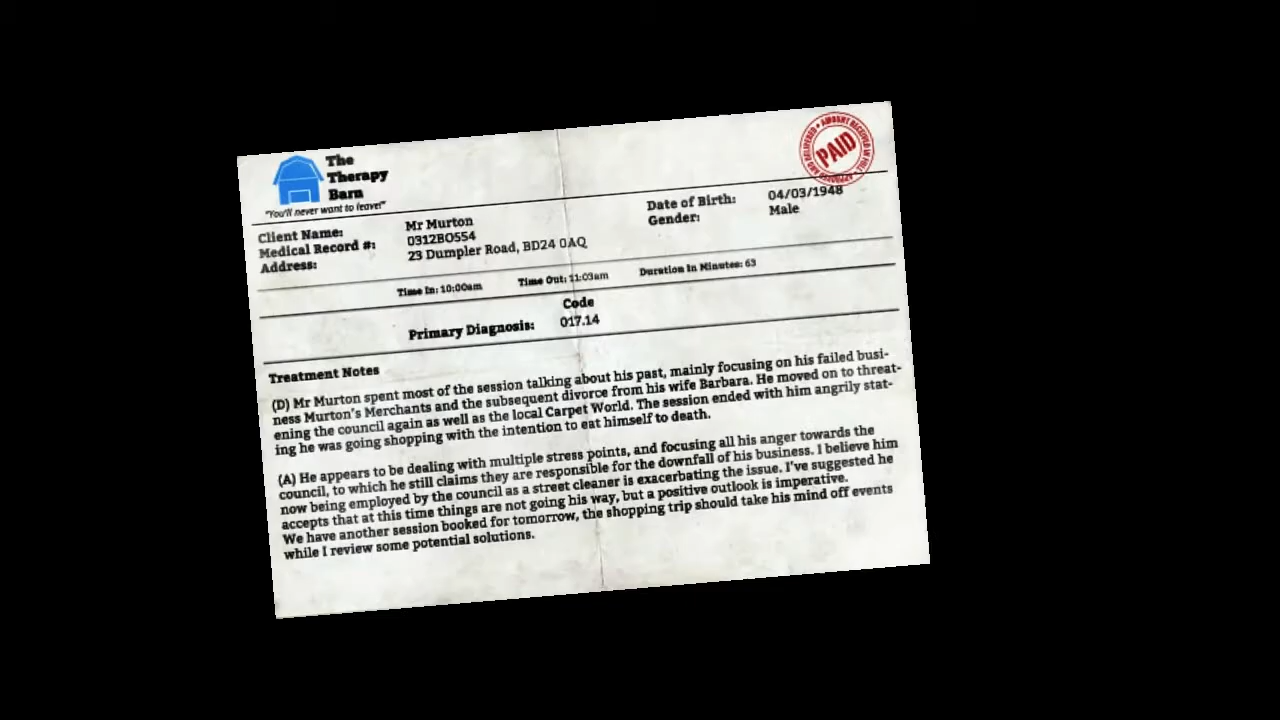 The
Therapy
Barn
"You'll never want to leave!"
APPROVED AND DELIVERED • AMOUNT RECEIVED IN FULL
PAID
Client Name: Mr Murton
Medical Record #: 0312BO554
Address: 23 Dumpler Road, BD24 0AQ
Date of Birth: 04/03/1948
Gender: Male
Time In: 10:00am Time Out: 11:03am Duration In Minutes: 63
Code
Primary Diagnosis: 017.14
Treatment Notes
(D) Mr Murton spent most of the session talking about his past, mainly focusing on his failed busi-
ness Murton's Merchants and the subsequent divorce from his wife Barbara. He moved on to threat-
ening the council again as well as the local Carpet World. The session ended with him angrily stat-
ing he was going shopping with the intention to eat himself to death.
(A) He appears to be dealing with multiple stress points, and focusing all his anger towards the
council, to which he still claims they are responsible for the downfall of his business. I believe him
now being employed by the council as a street cleaner is exacerbating the issue. I've suggested he
accepts that at this time things are not going his way, but a positive outlook is imperative.
We have another session booked for tomorrow, the shopping trip should take his mind off events
while I review some potential solutions.